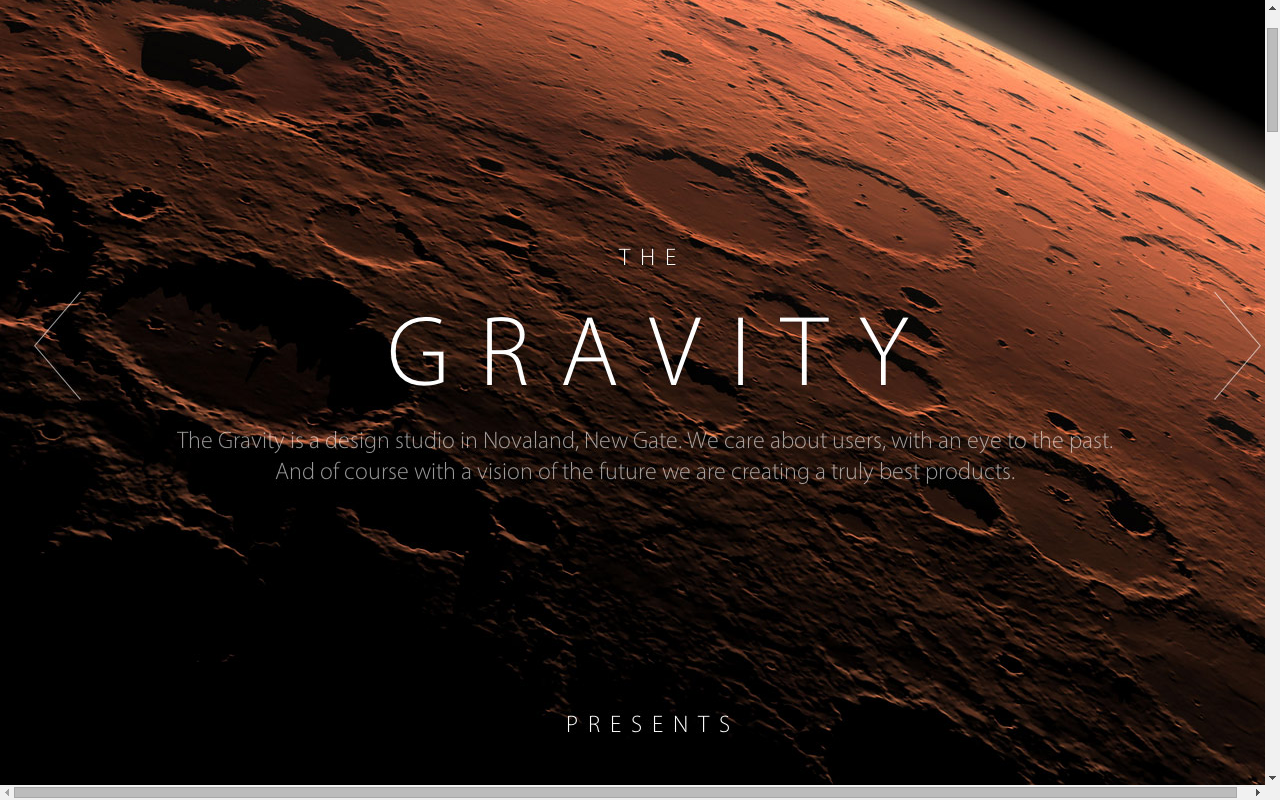 THE
GRAVITY
The Gravity is a design studio in Novaland, New Gate. We care about users, with an eye to the past.
And of course with a vision of the future we are creating a truly best products.
PRESENTS